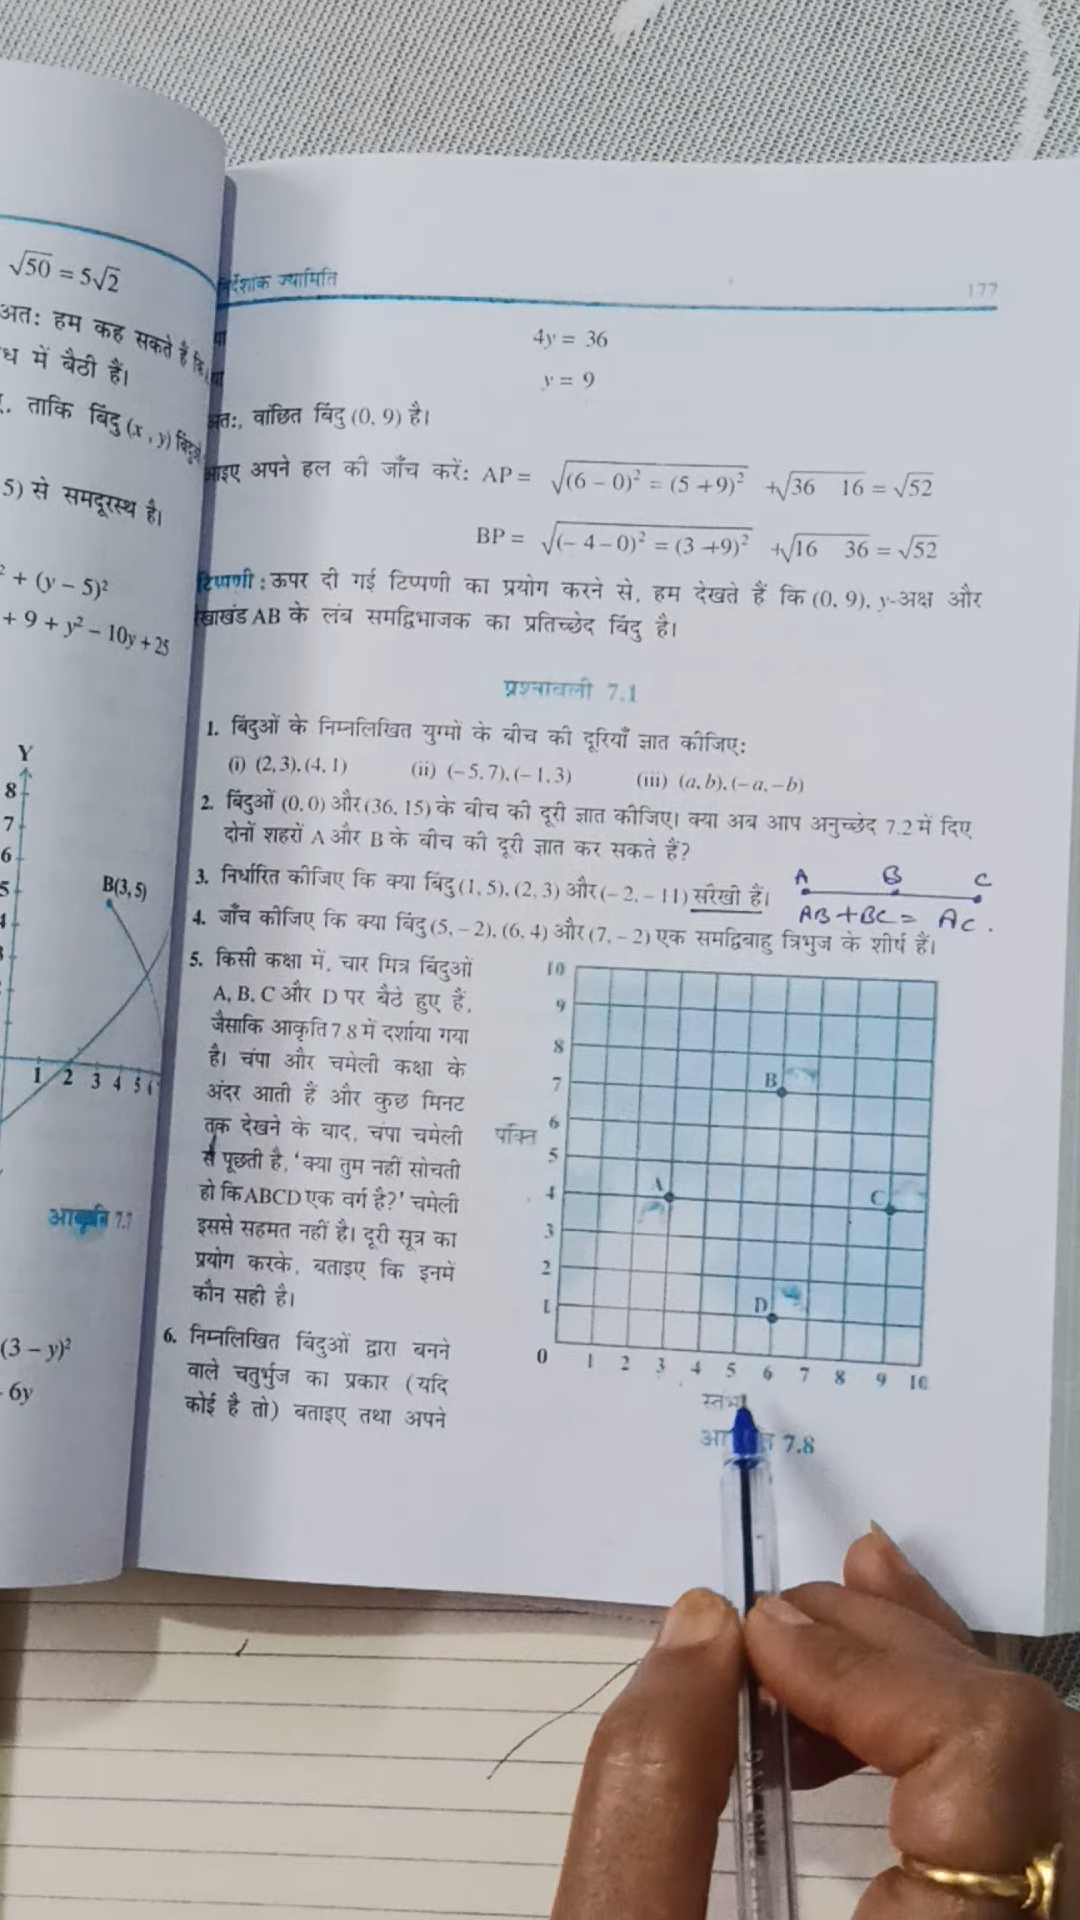 √50 = 5√2
अत: हम कह सकते हैं कि
ध में बैठी हैं।
ताकि बिंदु (x, y) बिंदुओं
5) से समदूरस्थ है।
² + (y – 5)²
+ 9 + y² – 10y + 25
Y
8
7
6
5
4
3
B(3, 5)
1 2 3 4 5 6
आकृति 7.7
(3 – y)²
6y
निर्देशांक ज्यामिति 177
या 4y = 36
या y = 9
अत:, वांछित बिंदु (0, 9) है।
आइए अपने हल की जाँच करें: AP = √(6 – 0)² = (5 +9)² +√36 16 = √52
BP = √(– 4 – 0)² = (3 +9)² +√16 36 = √52
टिप्पणी : ऊपर दी गई टिप्पणी का प्रयोग करने से, हम देखते हैं कि (0, 9), y-अक्ष और
रेखाखंड AB के लंब समद्विभाजक का प्रतिच्छेद बिंदु है।
प्रश्नावली 7.1
1. बिंदुओं के निम्नलिखित युग्मों के बीच की दूरियाँ ज्ञात कीजिए:
(i) (2, 3), (4, 1) (ii) (– 5, 7), (– 1, 3) (iii) (a, b), (– a, – b)
2. बिंदुओं (0, 0) और (36, 15) के बीच की दूरी ज्ञात कीजिए। क्या अब आप अनुच्छेद 7.2 में दिए
दोनों शहरों A और B के बीच की दूरी ज्ञात कर सकते हैं?
3. निर्धारित कीजिए कि क्या बिंदु (1, 5), (2, 3) और (– 2, – 11) सरेखी हैं।
A B C
AB + BC = AC.
4. जाँच कीजिए कि क्या बिंदु (5, – 2), (6, 4) और (7, – 2) एक समद्विबाहु त्रिभुज के शीर्ष हैं।
5. किसी कक्षा में, चार मित्र बिंदुओं
A, B, C और D पर बैठे हुए हैं,
जैसाकि आकृति 7.8 में दर्शाया गया
है। चंपा और चमेली कक्षा के
अंदर आती हैं और कुछ मिनट
तक देखने के बाद, चंपा चमेली
से पूछती है, 'क्या तुम नहीं सोचती
हो कि ABCD एक वर्ग है?' चमेली
इससे सहमत नहीं है। दूरी सूत्र का
प्रयोग करके, बताइए कि इनमें
कौन सही है।
6. निम्नलिखित बिंदुओं द्वारा बनने
वाले चतुर्भुज का प्रकार (यदि
कोई है तो) बताइए तथा अपने
10
9
8
7
6
5
4
3
2
1
0
पंक्ति
B
A
C
D
1 2 3 4 5 6 7 8 9 10
7.8